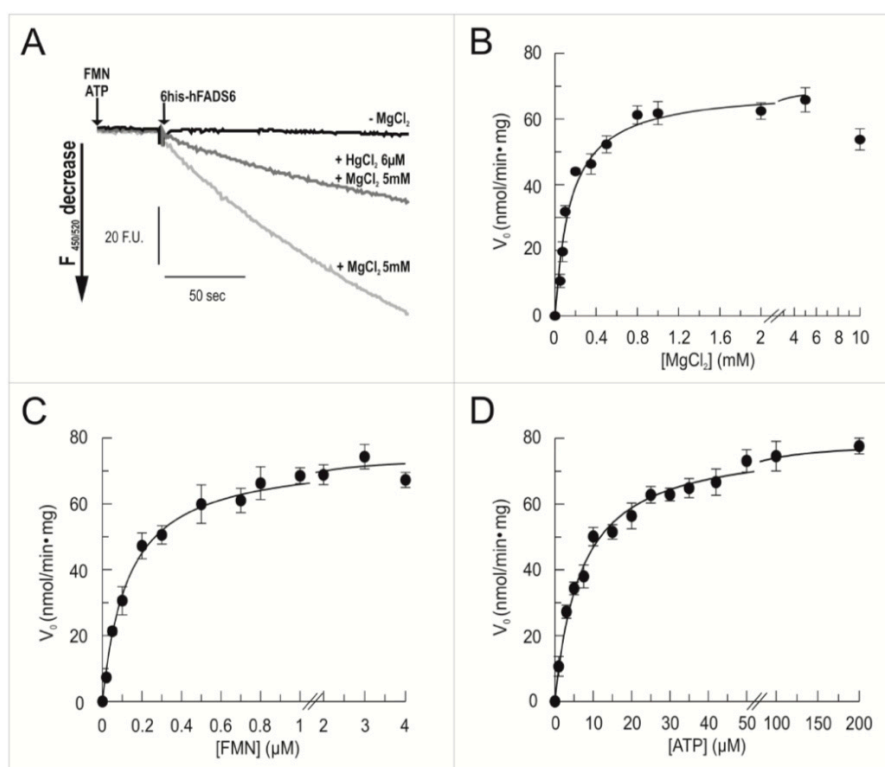 A
FMN
ATP
6his-hFADS6
- MgCl₂
+ HgCl₂ 6µM
+ MgCl₂ 5mM
+ MgCl₂ 5mM
F 450/520 decrease
20 F.U.
50 sec
B
80
60
40
20
0
V₀ (nmol/min•mg)
0 0.4 0.8 1.2 1.6 2 4 6 8 10
[MgCl₂] (mM)
C
80
60
40
20
0
V₀ (nmol/min•mg)
0 0.2 0.4 0.6 0.8 1 2 3 4
[FMN] (µM)
D
80
60
40
20
0
V₀ (nmol/min•mg)
0 10 20 30 40 50 100 150 200
[ATP] (µM)